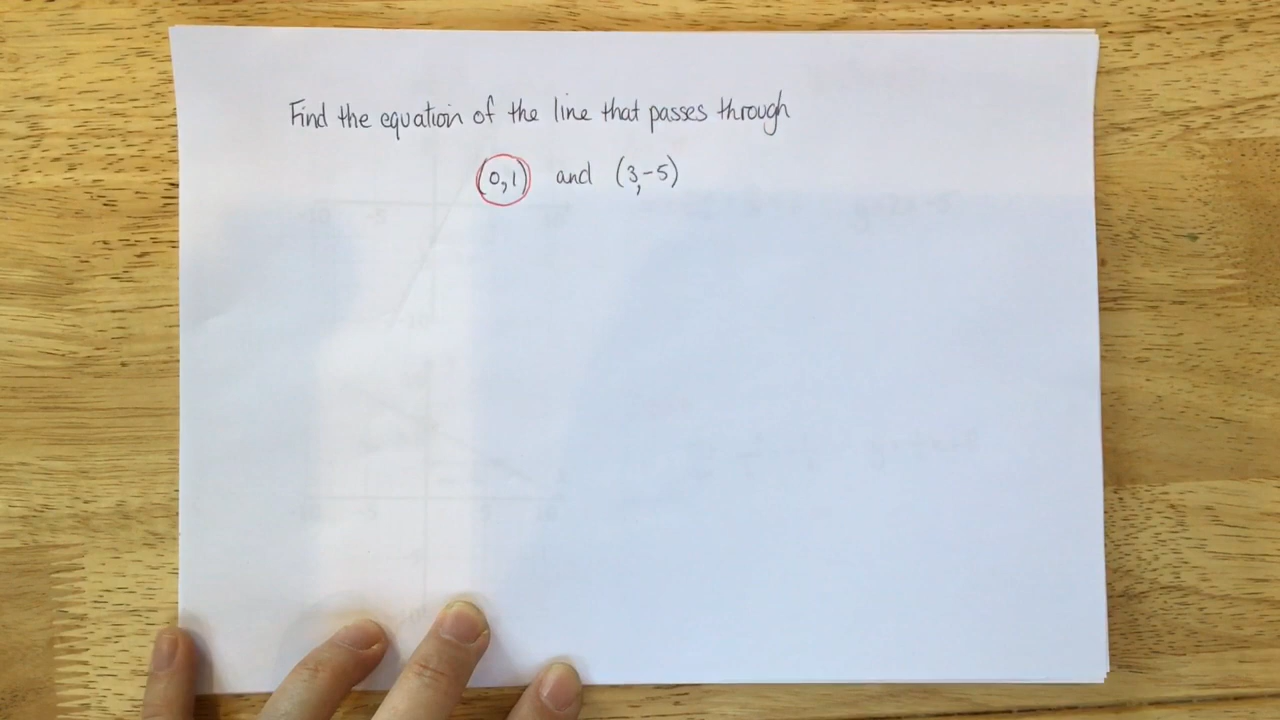 Find the equation of the line that passes through
(0,1) and (3,-5)